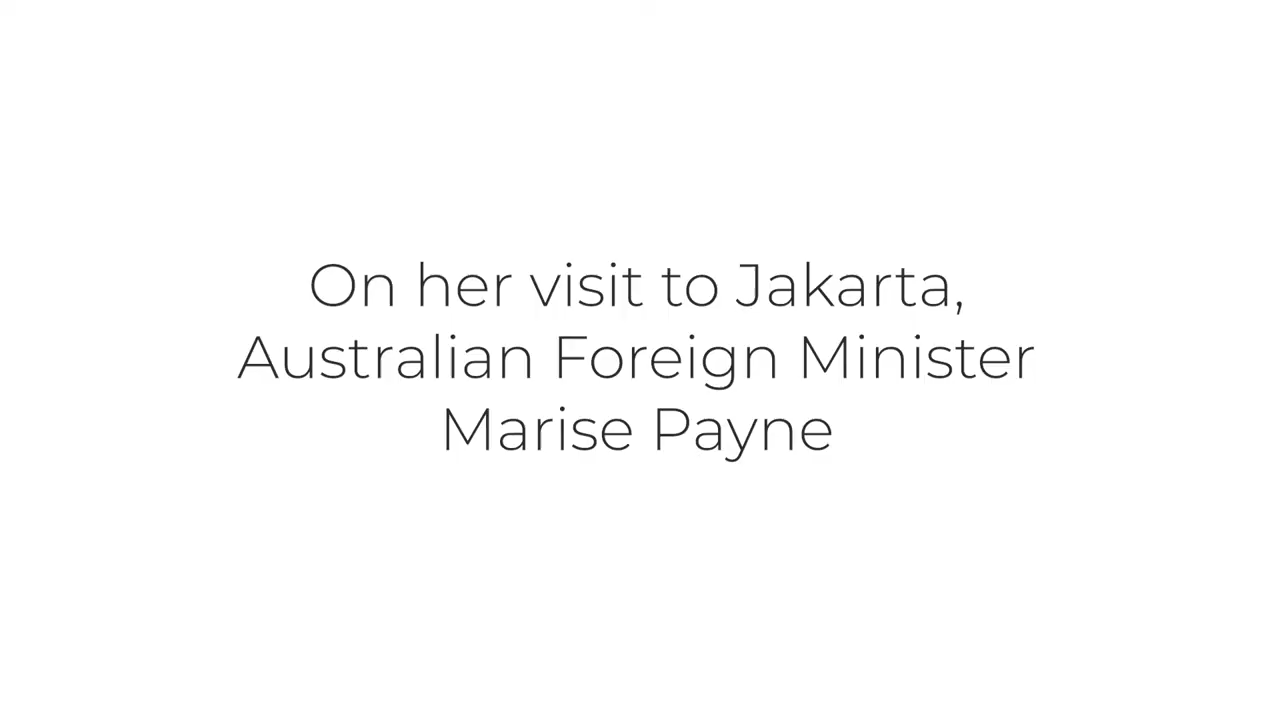 On her visit to Jakarta,
Australian Foreign Minister
Marise Payne